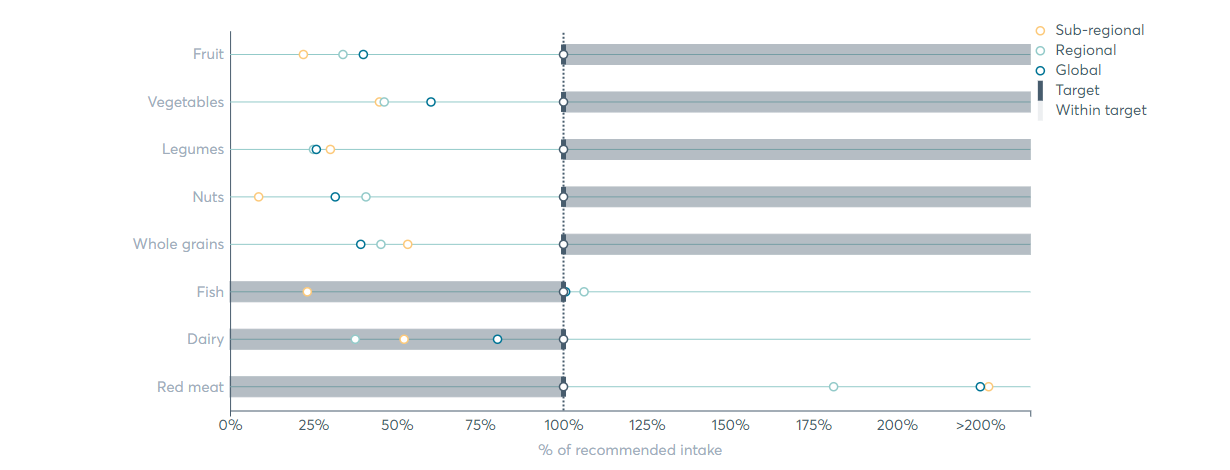 Sub-regional
Regional
Global
Target
Within target
Fruit
Vegetables
Legumes
Nuts
Whole grains
Fish
Dairy
Red meat
0% 25% 50% 75% 100% 125% 150% 175% 200% >200%
% of recommended intake